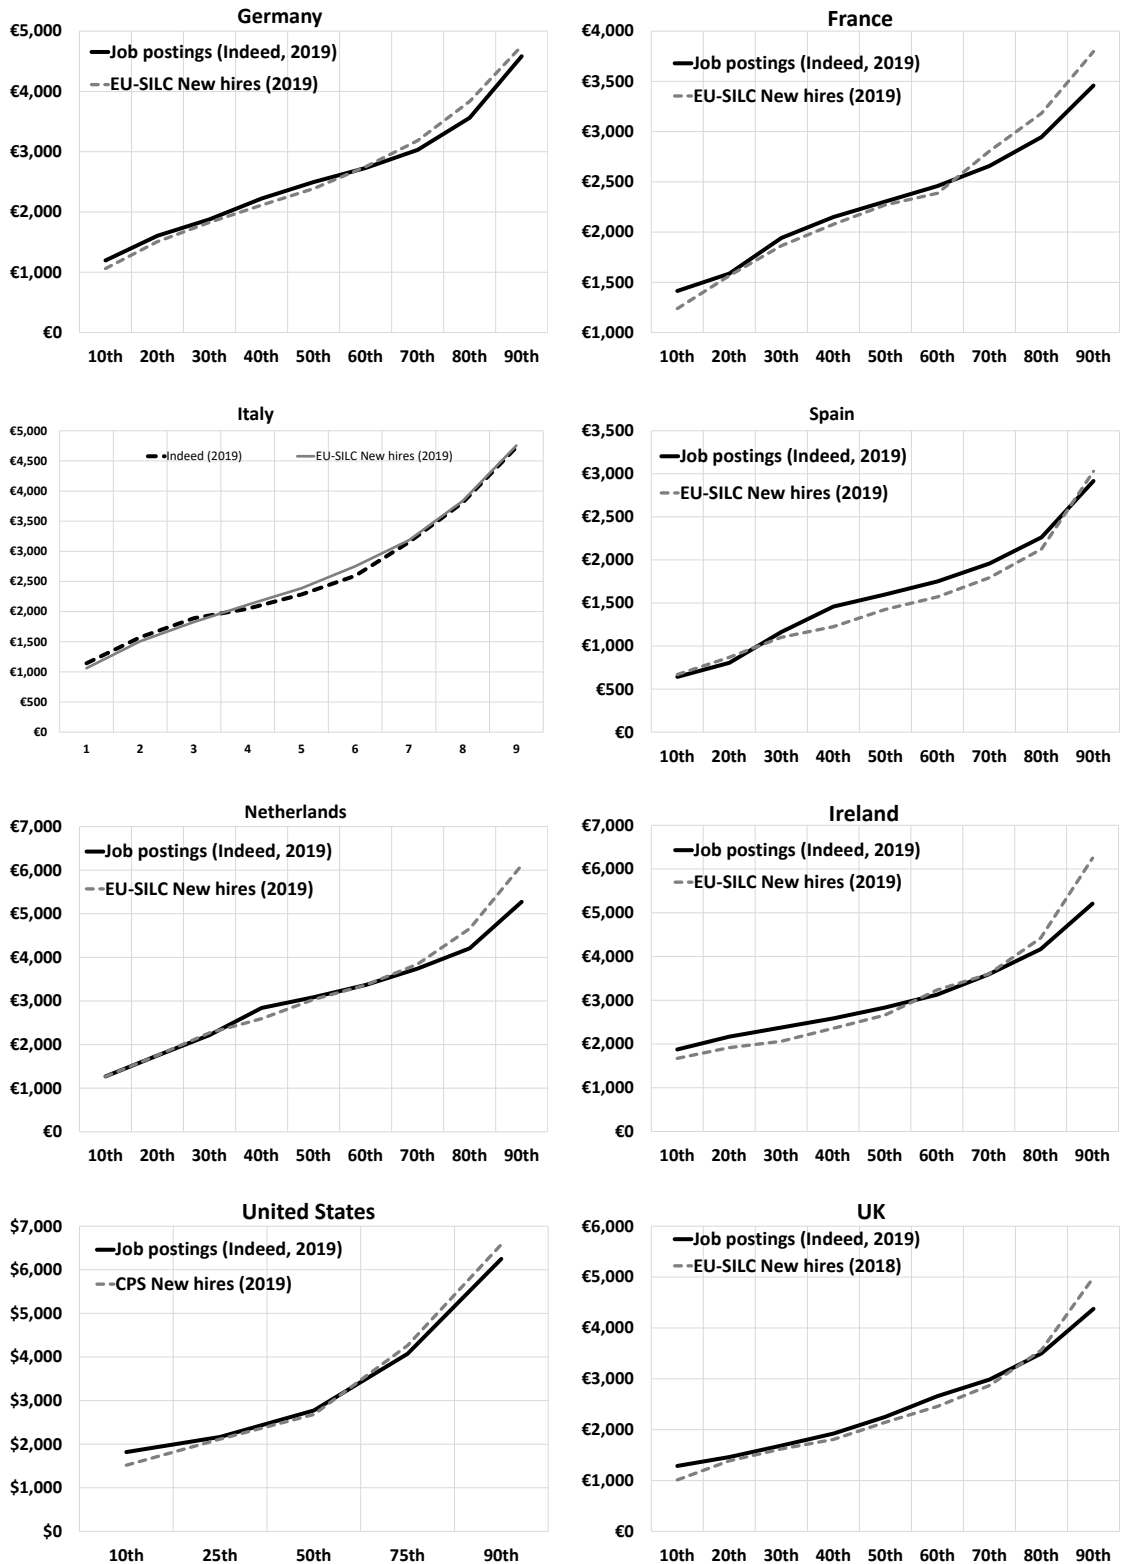 Germany
€5,000
€4,000
€3,000
€2,000
€1,000
€0
Job postings (Indeed, 2019)
EU-SILC New hires (2019)
10th 20th 30th 40th 50th 60th 70th 80th 90th
France
€4,000
€3,500
€3,000
€2,500
€2,000
€1,500
€1,000
Job postings (Indeed, 2019)
EU-SILC New hires (2019)
10th 20th 30th 40th 50th 60th 70th 80th 90th
Italy
€5,000
€4,500
€4,000
€3,500
€3,000
€2,500
€2,000
€1,500
€1,000
€500
€0
Indeed (2019) EU-SILC New hires (2019)
1 2 3 4 5 6 7 8 9
Spain
€3,500
€3,000
€2,500
€2,000
€1,500
€1,000
€500
€0
Job postings (Indeed, 2019)
EU-SILC New hires (2019)
10th 20th 30th 40th 50th 60th 70th 80th 90th
Netherlands
€7,000
€6,000
€5,000
€4,000
€3,000
€2,000
€1,000
€0
Job postings (Indeed, 2019)
EU-SILC New hires (2019)
10th 20th 30th 40th 50th 60th 70th 80th 90th
Ireland
€7,000
€6,000
€5,000
€4,000
€3,000
€2,000
€1,000
€0
Job postings (Indeed, 2019)
EU-SILC New hires (2019)
10th 20th 30th 40th 50th 60th 70th 80th 90th
United States
$7,000
$6,000
$5,000
$4,000
$3,000
$2,000
$1,000
$0
Job postings (Indeed, 2019)
CPS New hires (2019)
10th 25th 50th 75th 90th
UK
€6,000
€5,000
€4,000
€3,000
€2,000
€1,000
€0
Job postings (Indeed, 2019)
EU-SILC New hires (2018)
10th 20th 30th 40th 50th 60th 70th 80th 90th